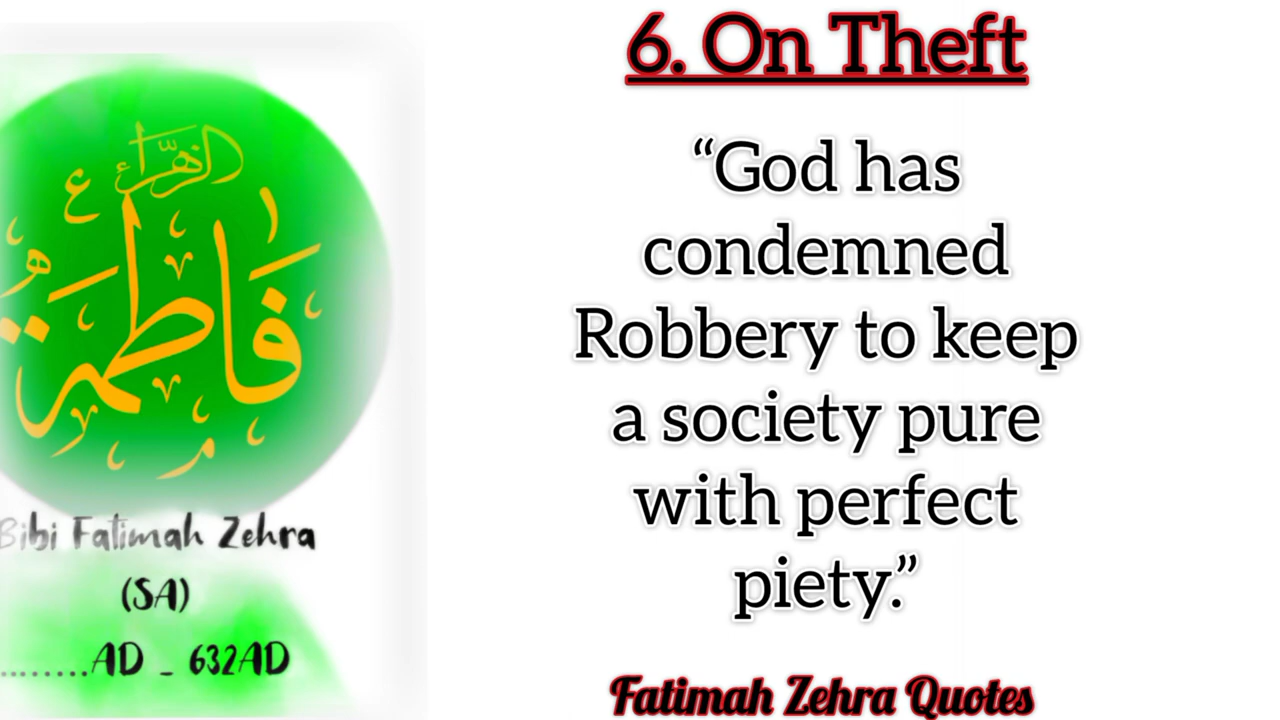 6. On Theft
“God has
condemned
Robbery to keep
a society pure
with perfect
piety.”
Fatimah Zehra Quotes
الزهراء
فاطمة
Bibi Fatimah Zehra
(SA)
........AD _ 632AD